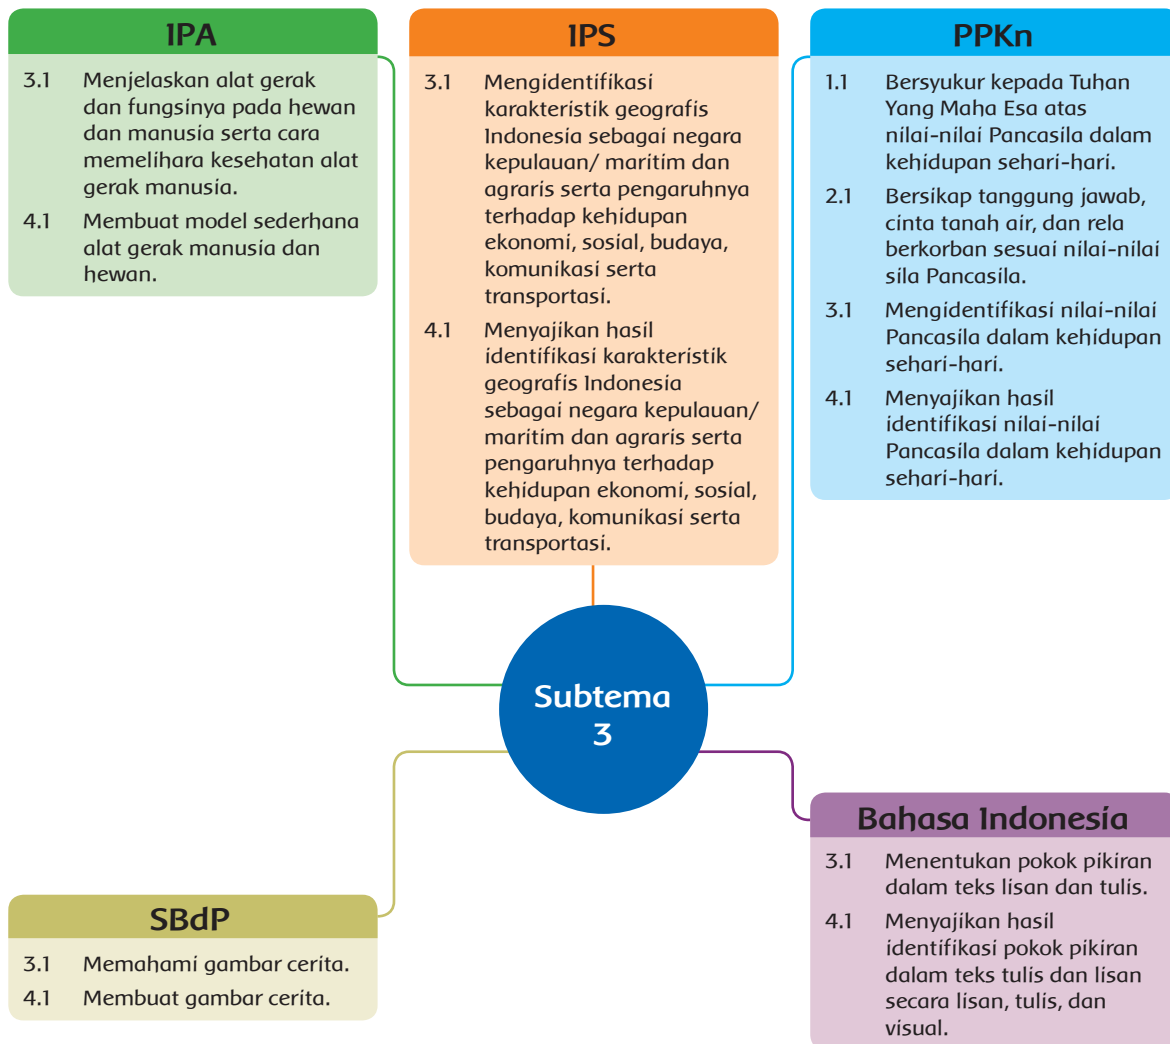 IPA
3.1 Menjelaskan alat gerak
dan fungsinya pada hewan
dan manusia serta cara
memelihara kesehatan alat
gerak manusia.
4.1 Membuat model sederhana
alat gerak manusia dan
hewan.
IPS
3.1 Mengidentifikasi
karakteristik geografis
Indonesia sebagai negara
kepulauan/ maritim dan
agraris serta pengaruhnya
terhadap kehidupan
ekonomi, sosial, budaya,
komunikasi serta
transportasi.
4.1 Menyajikan hasil
identifikasi karakteristik
geografis Indonesia
sebagai negara kepulauan/
maritim dan agraris serta
pengaruhnya terhadap
kehidupan ekonomi, sosial,
budaya, komunikasi serta
transportasi.
PPKn
1.1 Bersyukur kepada Tuhan
Yang Maha Esa atas
nilai-nilai Pancasila dalam
kehidupan sehari-hari.
2.1 Bersikap tanggung jawab,
cinta tanah air, dan rela
berkorban sesuai nilai-nilai
sila Pancasila.
3.1 Mengidentifikasi nilai-nilai
Pancasila dalam kehidupan
sehari-hari.
4.1 Menyajikan hasil
identifikasi nilai-nilai
Pancasila dalam kehidupan
sehari-hari.
Subtema
3
SBdP
3.1 Memahami gambar cerita.
4.1 Membuat gambar cerita.
Bahasa Indonesia
3.1 Menentukan pokok pikiran
dalam teks lisan dan tulis.
4.1 Menyajikan hasil
identifikasi pokok pikiran
dalam teks tulis dan lisan
secara lisan, tulis, dan
visual.